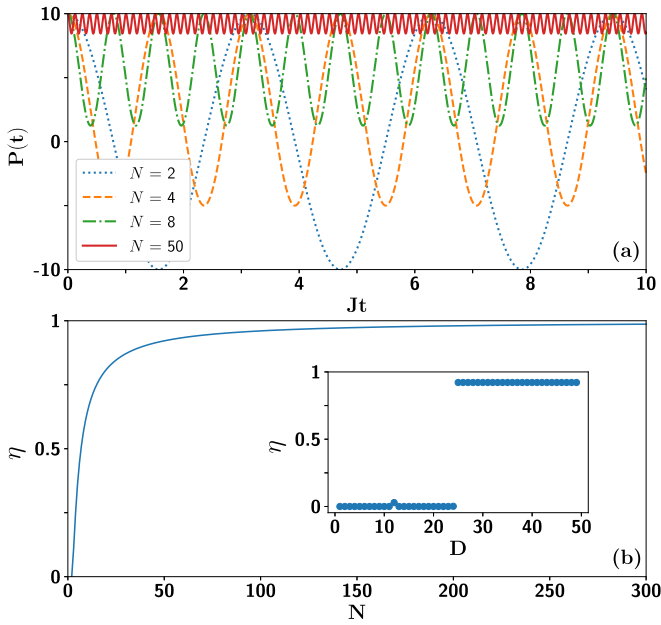 10
P(t)
0
N = 2
N = 4
N = 8
N = 50
(a)
-10
0 2 4 6 8 10
Jt
1
η
0.5
0
1
η
0.5
0
0 10 20 30 40 50
D
(b)
0 50 100 150 200 250 300
N